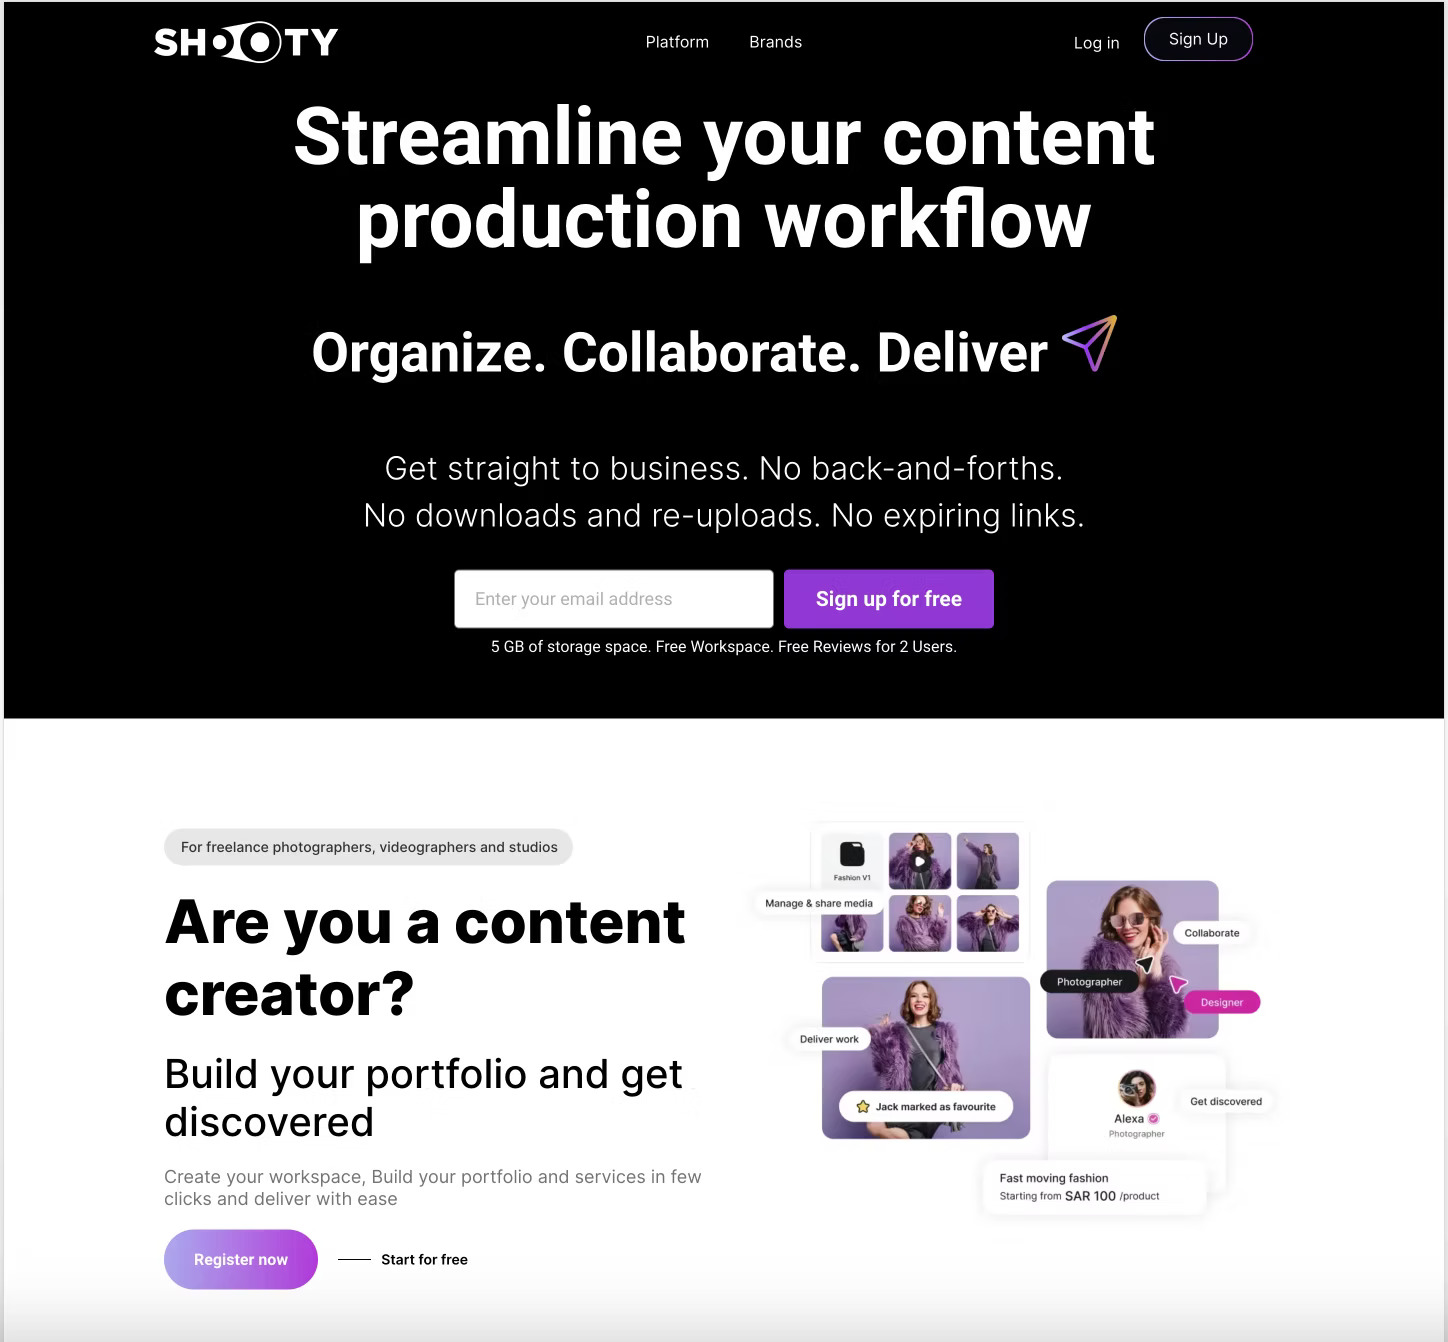 SHOOTY
Platform
Brands
Log in
Sign Up
Streamline your content
production workflow
Organize. Collaborate. Deliver
Get straight to business. No back-and-forths.
No downloads and re-uploads. No expiring links.
Enter your email address
Sign up for free
5 GB of storage space. Free Workspace. Free Reviews for 2 Users.
For freelance photographers, videographers and studios
Are you a content
creator?
Build your portfolio and get
discovered
Create your workspace, Build your portfolio and services in few
clicks and deliver with ease
Register now
Start for free
Fashion V1
Manage & share media
Collaborate
Photographer
Designer
Deliver work
Jack marked as favourite
Alexa
Photographer
Get discovered
Fast moving fashion
Starting from SAR 100 /product